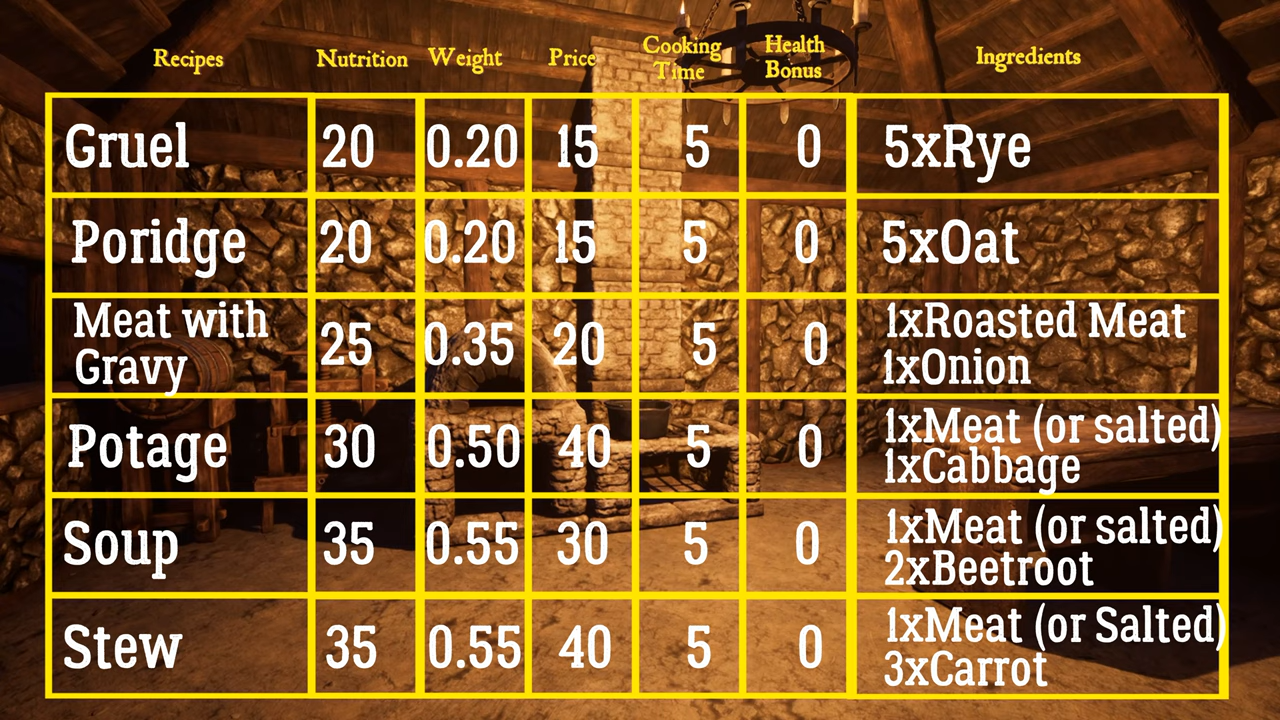 Recipes Nutrition Weight Price Cooking Time Health Bonus Ingredients
Gruel 20 0.20 15 5 0 5xRye
Poridge 20 0.20 15 5 0 5xOat
Meat with Gravy 25 0.35 20 5 0 1xRoasted Meat 1xOnion
Potage 30 0.50 40 5 0 1xMeat (or salted) 1xCabbage
Soup 35 0.55 30 5 0 1xMeat (or salted) 2xBeetroot
Stew 35 0.55 40 5 0 1xMeat (or Salted) 3xCarrot